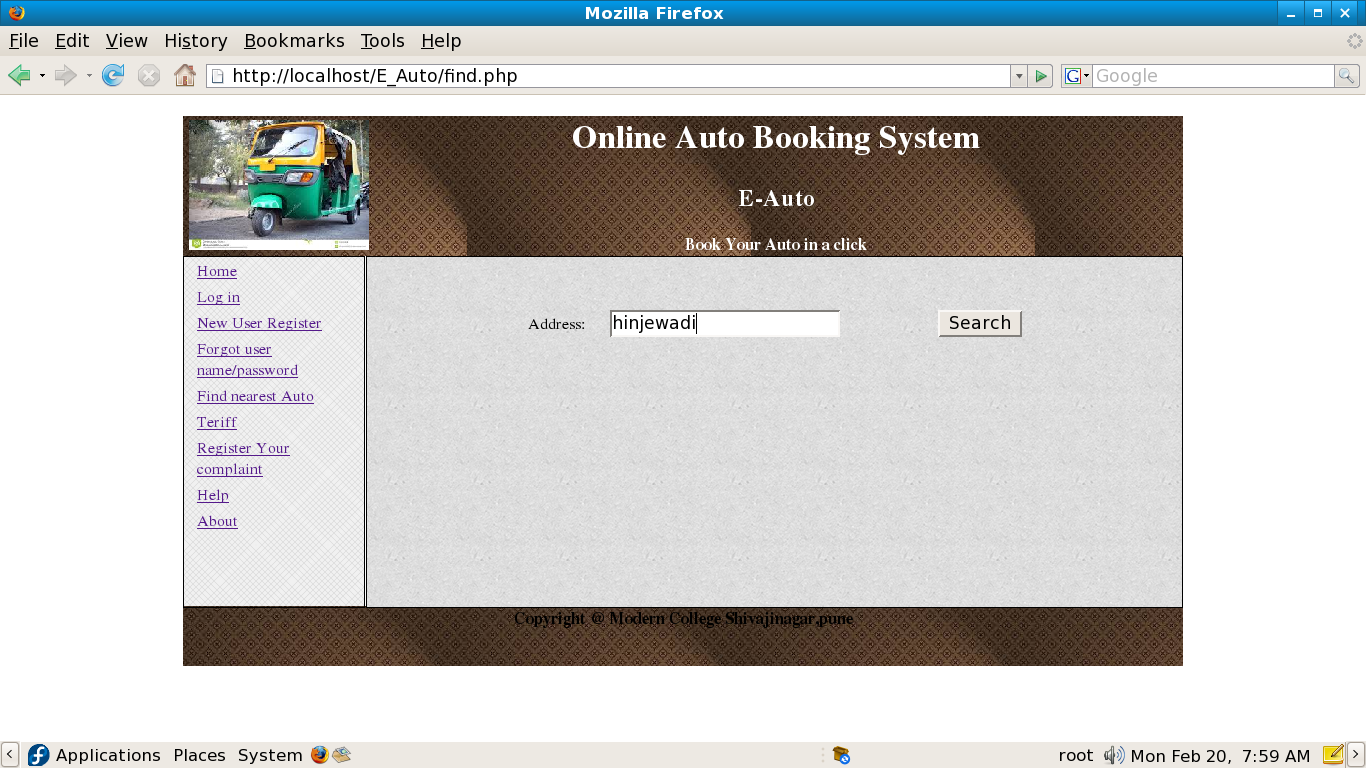 Mozilla Firefox
File Edit View History Bookmarks Tools Help
http://localhost/E_Auto/find.php
G Google
Online Auto Booking System
E-Auto
Book Your Auto in a click
Home
Log in
New User Register
Forgot user
name/password
Find nearest Auto
Teriff
Register Your
complaint
Help
About
Address: hinjewadi Search
Copyright @ Modern College Shivajinagar,pune
Applications Places System root Mon Feb 20, 7:59 AM